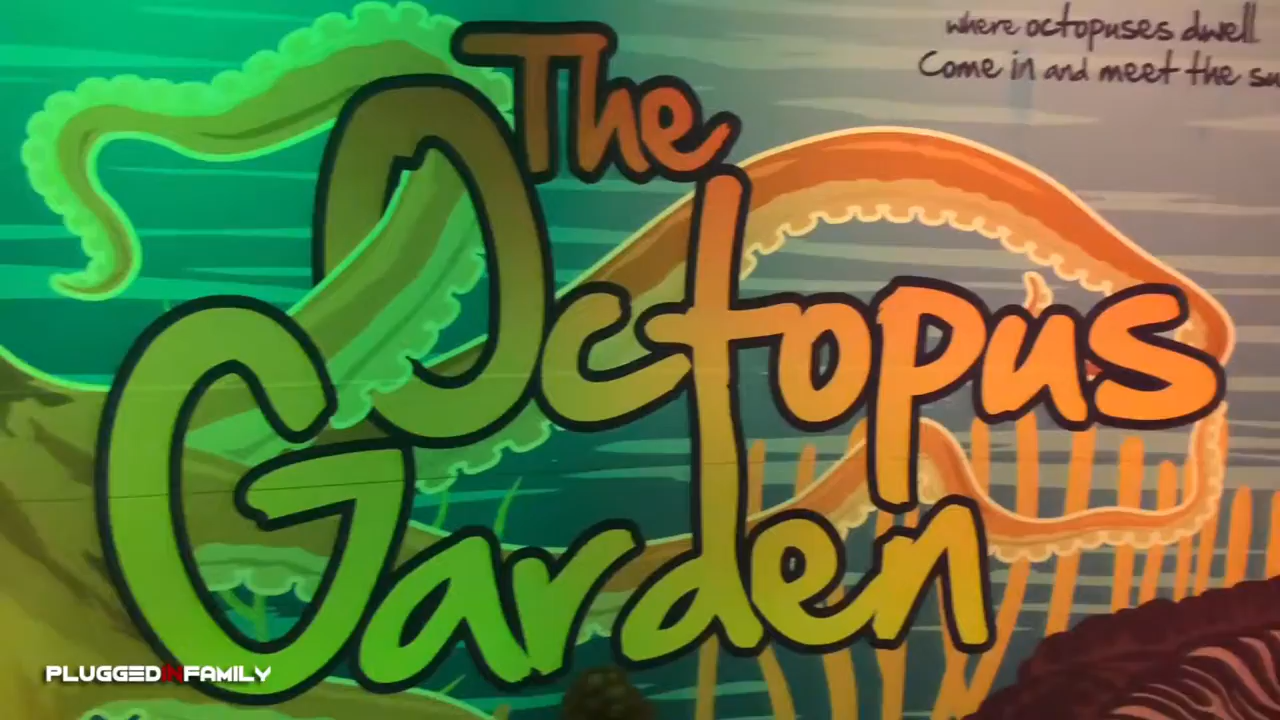 where octopuses dwell
Come in and meet the
The
Octopus
Garden
PLUGGEDINFAMILY